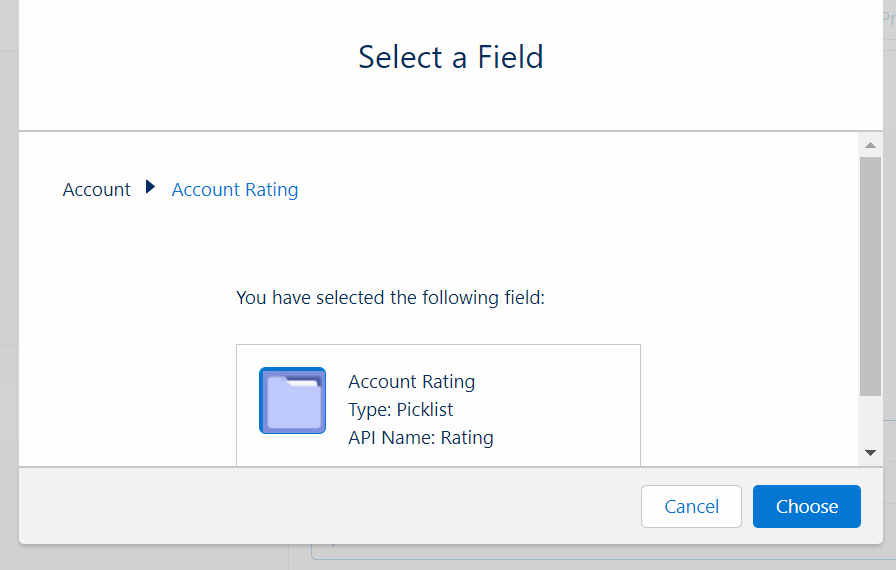 Select a Field
Account Account Rating
You have selected the following field:
Account Rating
Type: Picklist
API Name: Rating
Cancel Choose